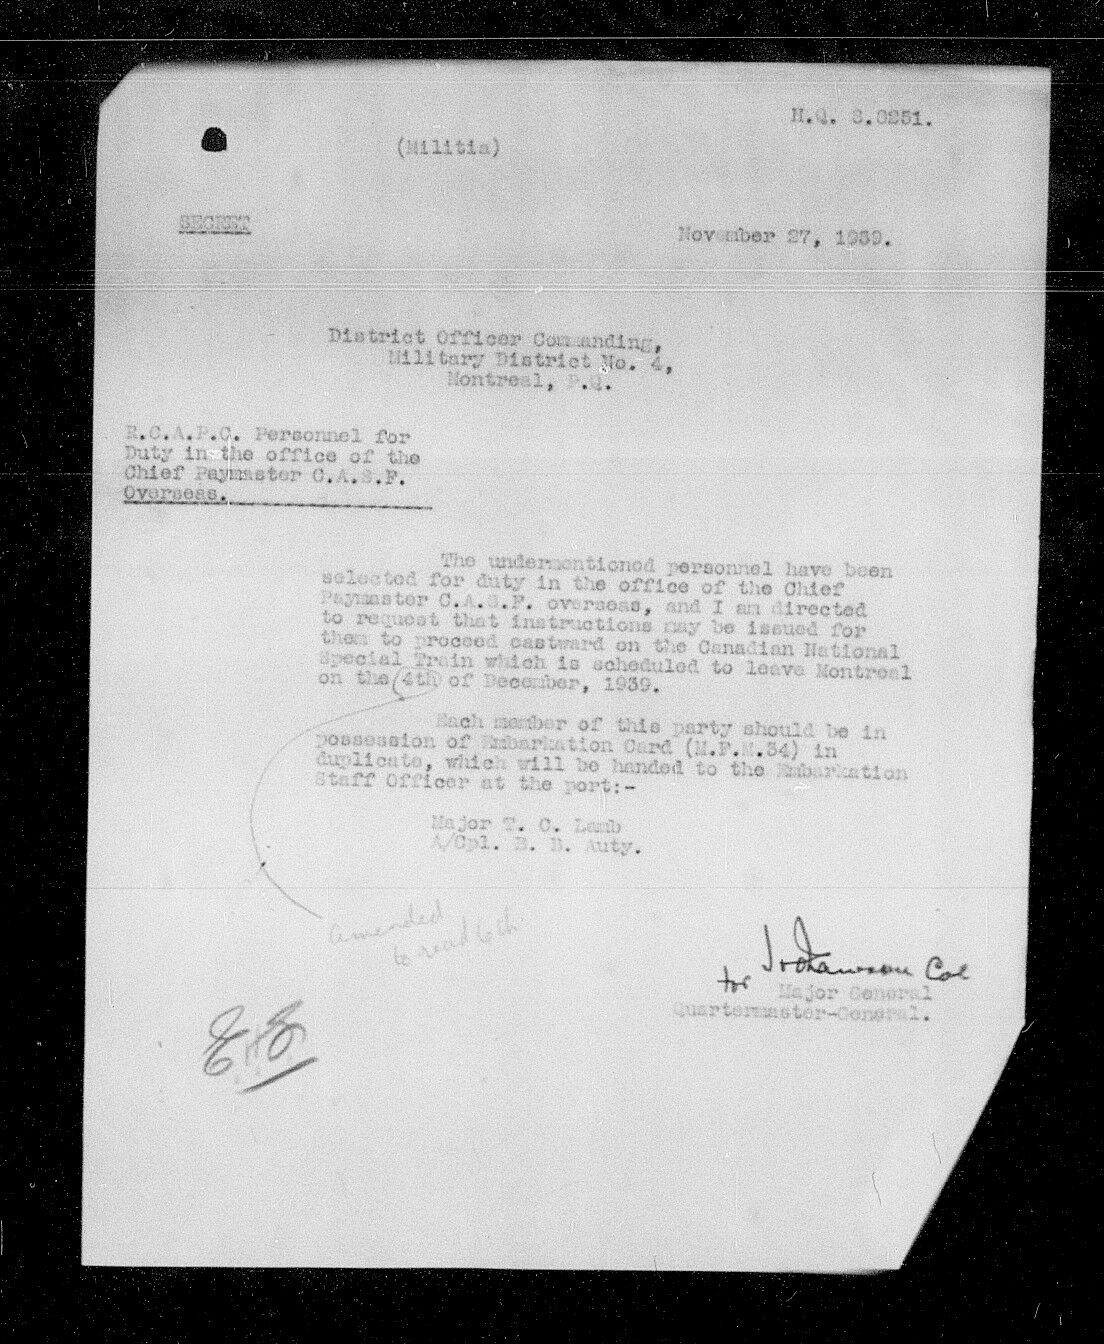 H.Q. S.8251.
(Militia)
SECRET
November 27, 1939.
District Officer Commanding,
Military District No. 4,
Montreal, P.Q.
R.C.A.P.C. Personnel for
Duty in the office of the
Chief Paymaster C.A.S.F.
Overseas.
The undermentioned personnel have been
selected for duty in the office of the Chief
Paymaster C.A.S.F. overseas, and I am directed
to request that instructions may be issued for
them to proceed eastward on the Canadian National
Special Train which is scheduled to leave Montreal
on the (4th) of December, 1939.
Each member of this party should be in
possession of Embarkation Card (M.F.M.34) in
duplicate, which will be handed to the Embarkation
Staff Officer at the port:-
Major T. C. Lamb
A/Cpl. B. D. Auty.
amended
to read 6th
for Col
Major General
Quartermaster-General.